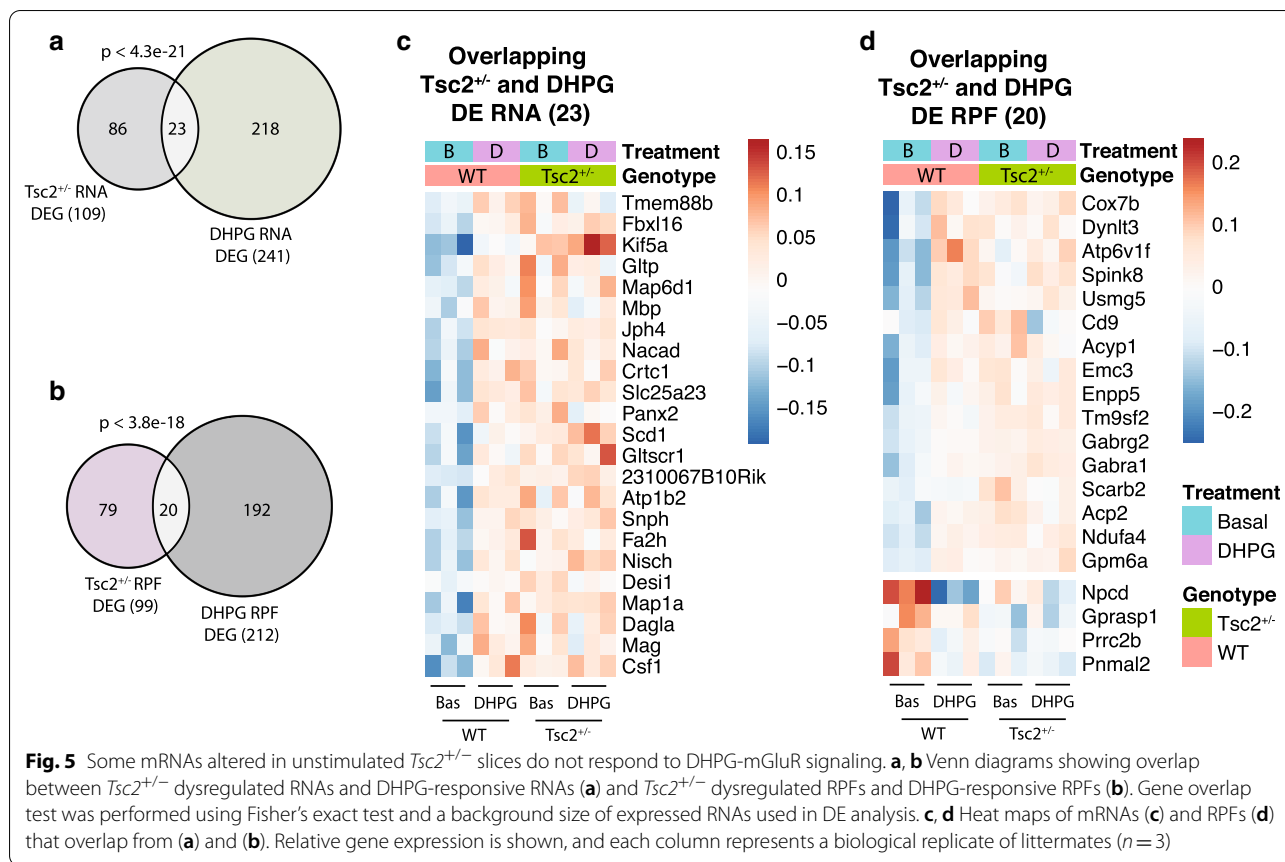 a
p < 4.3e-21
86
23
218
Tsc2+/- RNA
DEG (109)
DHPG RNA
DEG (241)
b
p < 3.8e-18
79
20
192
Tsc2+/- RPF
DEG (99)
DHPG RPF
DEG (212)
c
Overlapping
Tsc2+/- and DHPG
DE RNA (23)
B D B D Treatment
WT Tsc2+/- Genotype
Tmem88b
Fbxl16
Kif5a
Gltp
Map6d1
Mbp
Jph4
Nacad
Crtc1
Slc25a23
Panx2
Scd1
Gltscr1
2310067B10Rik
Atp1b2
Snph
Fa2h
Nisch
Desi1
Map1a
Dagla
Mag
Csf1
0.15
0.1
0.05
0
−0.05
−0.1
−0.15
Bas DHPG Bas DHPG
WT Tsc2+/-
d
Overlapping
Tsc2+/- and DHPG
DE RPF (20)
B D B D Treatment
WT Tsc2+/- Genotype
Cox7b
Dynlt3
Atp6v1f
Spink8
Usmg5
Cd9
Acyp1
Emc3
Enpp5
Tm9sf2
Gabrg2
Gabra1
Scarb2
Acp2
Ndufa4
Gpm6a
Npcd
Gprasp1
Prrc2b
Pnmal2
0.2
0.1
0
−0.1
−0.2
Treatment
Basal
DHPG
Genotype
Tsc2+/-
WT
Bas DHPG Bas DHPG
WT Tsc2+/-
Fig. 5 Some mRNAs altered in unstimulated Tsc2+/− slices do not respond to DHPG-mGluR signaling. a, b Venn diagrams showing overlap
between Tsc2+/− dysregulated RNAs and DHPG-responsive RNAs (a) and Tsc2+/− dysregulated RPFs and DHPG-responsive RPFs (b). Gene overlap
test was performed using Fisher's exact test and a background size of expressed RNAs used in DE analysis. c, d Heat maps of mRNAs (c) and RPFs (d)
that overlap from (a) and (b). Relative gene expression is shown, and each column represents a biological replicate of littermates (n = 3)